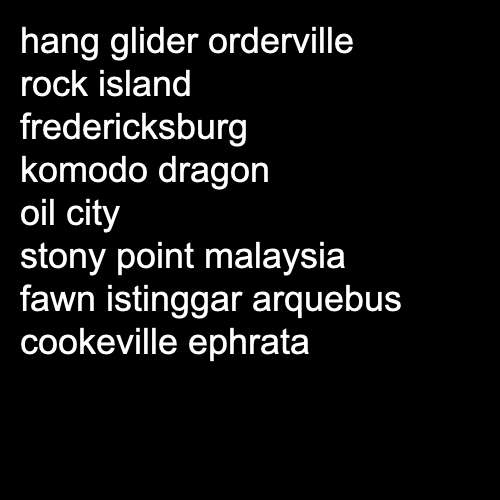 hang glider orderville
rock island
fredericksburg
komodo dragon
oil city
stony point malaysia
fawn istinggar arquebus
cookeville ephrata